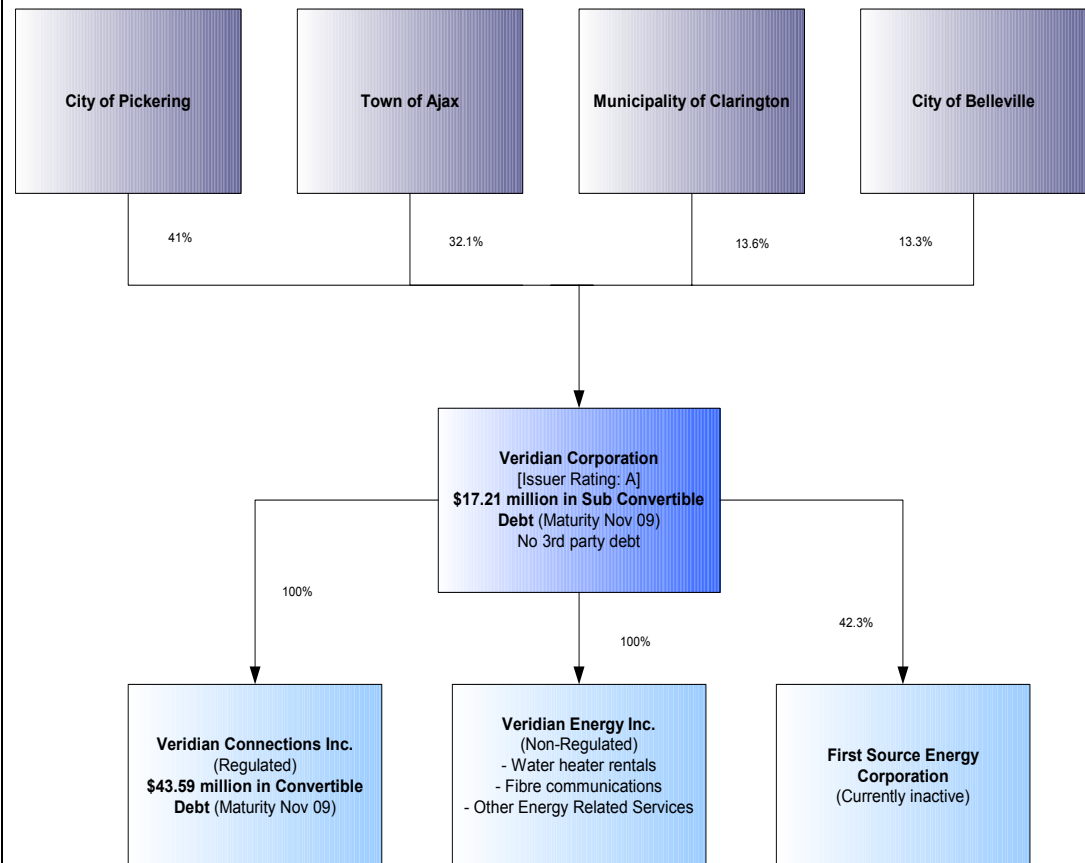 City of Pickering
Town of Ajax
Municipality of Clarington
City of Belleville
41%
32.1%
13.6%
13.3%
Veridian Corporation
[Issuer Rating: A]
$17.21 million in Sub Convertible
Debt (Maturity Nov 09)
No 3rd party debt
100%
100%
42.3%
Veridian Connections Inc.
(Regulated)
$43.59 million in Convertible
Debt (Maturity Nov 09)
Veridian Energy Inc.
(Non-Regulated)
- Water heater rentals
- Fibre communications
- Other Energy Related Services
First Source Energy
Corporation
(Currently inactive)